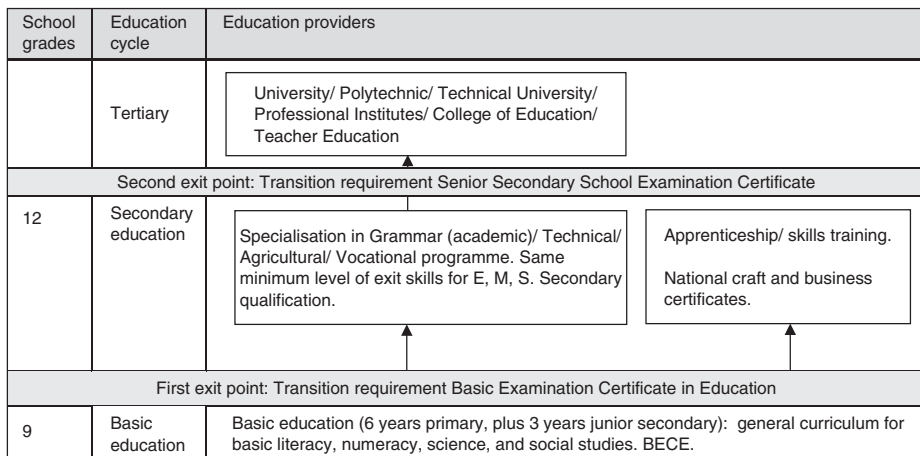 School grades
Education cycle
Education providers
Tertiary
University/ Polytechnic/ Technical University/
Professional Institutes/ College of Education/
Teacher Education
Second exit point: Transition requirement Senior Secondary School Examination Certificate
12
Secondary education
Specialisation in Grammar (academic)/ Technical/
Agricultural/ Vocational programme. Same
minimum level of exit skills for E, M, S. Secondary
qualification.
Apprenticeship/ skills training.
National craft and business
certificates.
First exit point: Transition requirement Basic Examination Certificate in Education
9
Basic education
Basic education (6 years primary, plus 3 years junior secondary): general curriculum for
basic literacy, numeracy, science, and social studies. BECE.